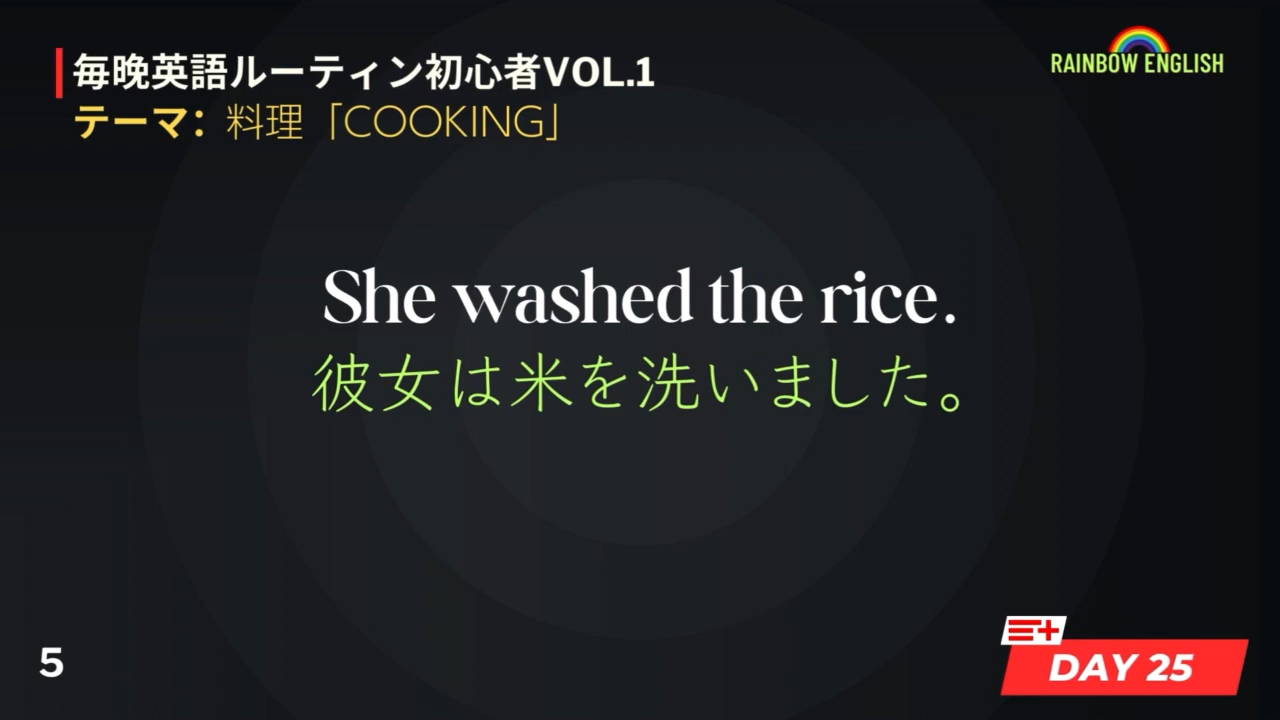 毎晩英語ルーティン初心者VOL.1
テーマ：料理「COOKING」
RAINBOW ENGLISH
She washed the rice.
彼女は米を洗いました。
5
DAY 25